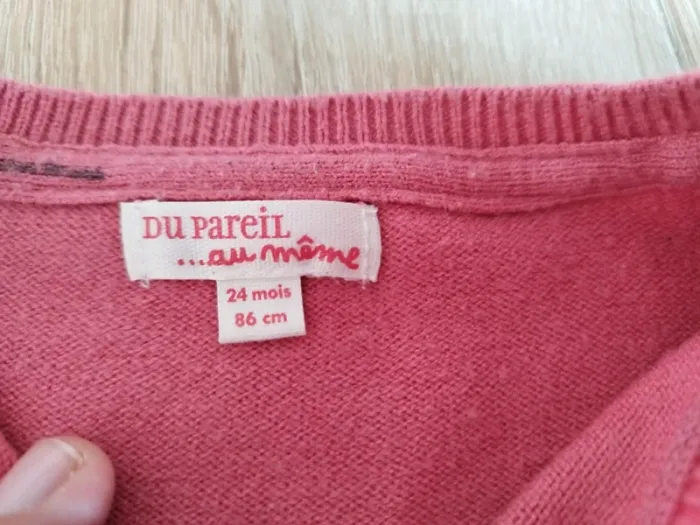 DU PAREIL
...au même
24 mois
86 cm